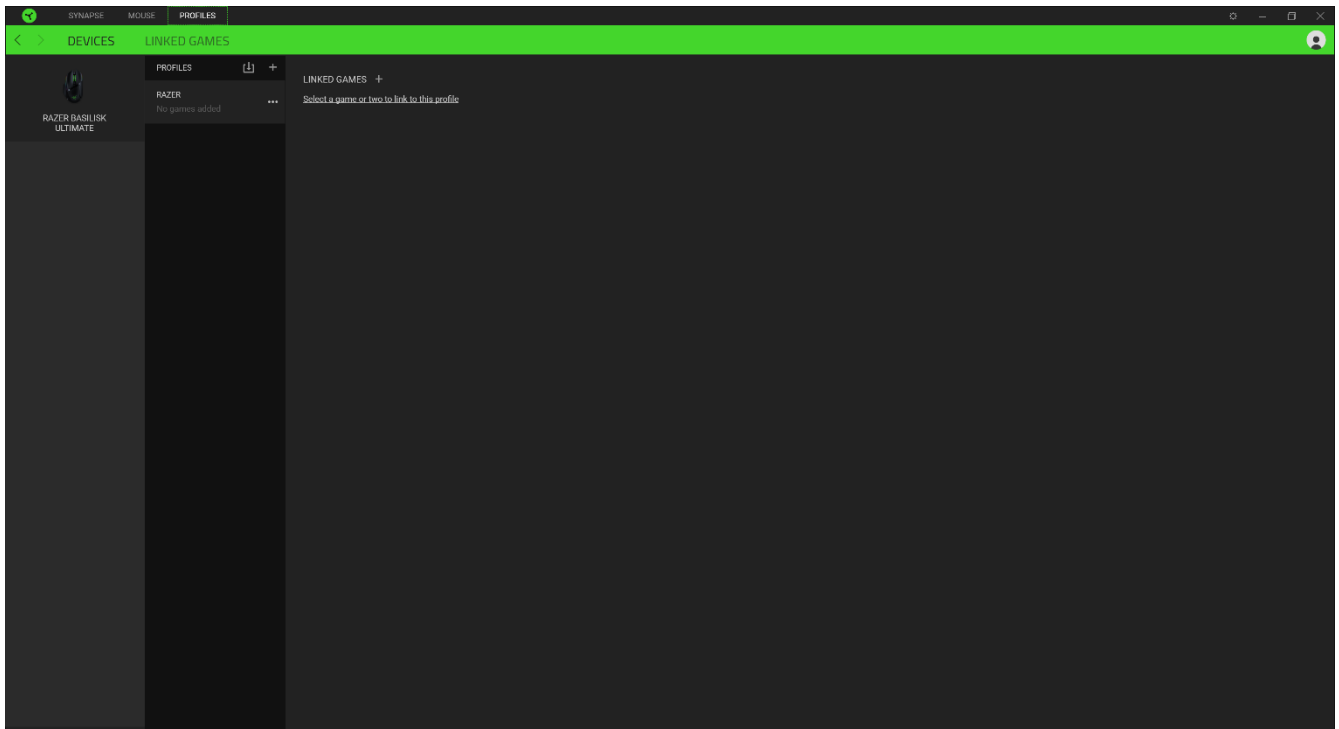 SYNAPSE MOUSE PROFILES
DEVICES LINKED GAMES
RAZER BASILISK
ULTIMATE
PROFILES
RAZER
No games added
LINKED GAMES
Select a game or two to link to this profile